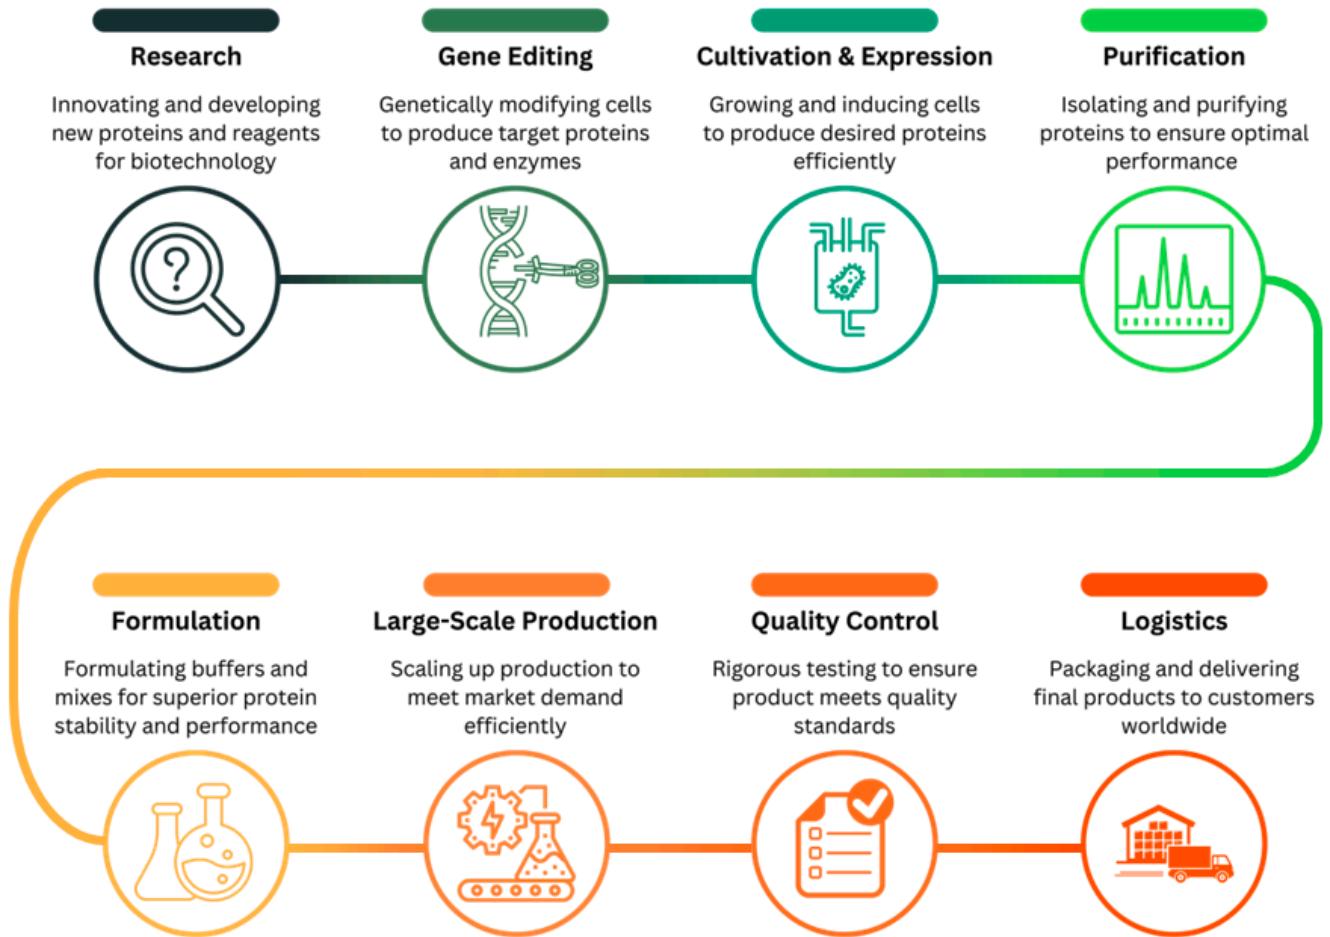 Research
Innovating and developing
new proteins and reagents
for biotechnology
Gene Editing
Genetically modifying cells
to produce target proteins
and enzymes
Cultivation & Expression
Growing and inducing cells
to produce desired proteins
efficiently
Purification
Isolating and purifying
proteins to ensure optimal
performance
?
Formulation
Formulating buffers and
mixes for superior protein
stability and performance
Large-Scale Production
Scaling up production to
meet market demand
efficiently
Quality Control
Rigorous testing to ensure
product meets quality
standards
Logistics
Packaging and delivering
final products to customers
worldwide